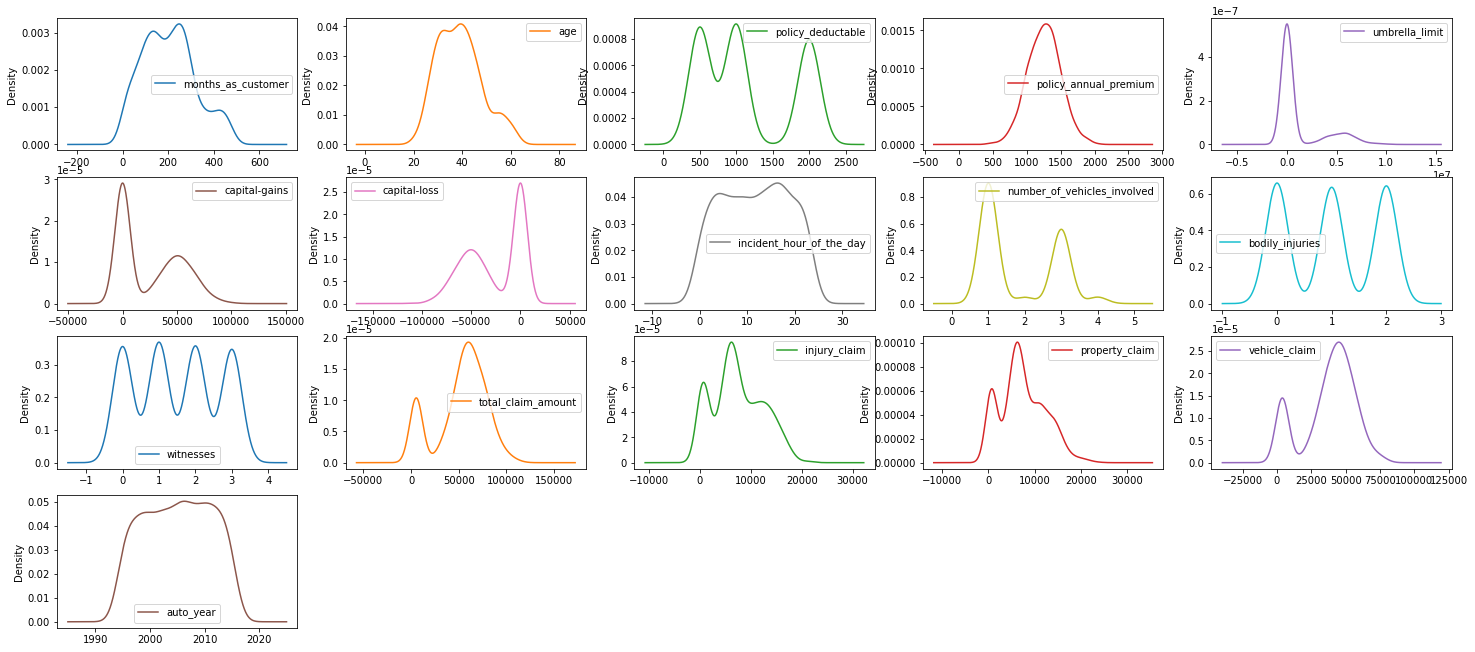 Density
0.003
0.002
0.001
0.000
months_as_customer
−200 0 200 400 600
Density
0.04
0.03
0.02
0.01
0.00
age
0 20 40 60 80
Density
0.0008
0.0006
0.0004
0.0002
0.0000
policy_deductable
0 500 1000 1500 2000 2500
Density
0.0015
0.0010
0.0005
0.0000
policy_annual_premium
−500 0 500 1000 1500 2000 2500 3000
1e−7
Density
4
2
0
umbrella_limit
−0.5 0.0 0.5 1.0 1.5
1e7
1e−5
Density
3
2
1
0
capital-gains
−50000 0 50000 100000 150000
1e−5
Density
2.5
2.0
1.5
1.0
0.5
0.0
capital-loss
−150000 −100000 −50000 0 50000
Density
0.04
0.03
0.02
0.01
0.00
incident_hour_of_the_day
−10 0 10 20 30
Density
0.8
0.6
0.4
0.2
0.0
number_of_vehicles_involved
0 1 2 3 4 5
Density
0.6
0.4
0.2
0.0
bodily_injuries
−1 0 1 2 3
Density
0.3
0.2
0.1
0.0
witnesses
−1 0 1 2 3 4
1e−5
Density
2.0
1.5
1.0
0.5
0.0
total_claim_amount
−50000 0 50000 100000 150000
1e−5
Density
8
6
4
2
0
injury_claim
−10000 0 10000 20000 30000
Density
0.00010
0.00008
0.00006
0.00004
0.00002
0.00000
property_claim
−10000 0 10000 20000 30000
1e−5
Density
2.5
2.0
1.5
1.0
0.5
0.0
vehicle_claim
−25000 0 25000 50000 75000 100000 125000
Density
0.05
0.04
0.03
0.02
0.01
0.00
auto_year
1990 2000 2010 2020